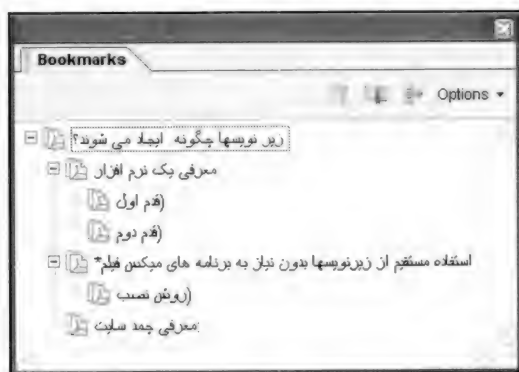 Bookmarks
Options
زیر نویسها چگونه ایجاد می شوند؟
معرفی یک نرم افزار
(قدم اول
(قدم دوم
استفاده مستقیم از زیرنویسها بدون نیاز به برنامه های میکس فیلم*
(روش نصب
معرفی چند سایت: